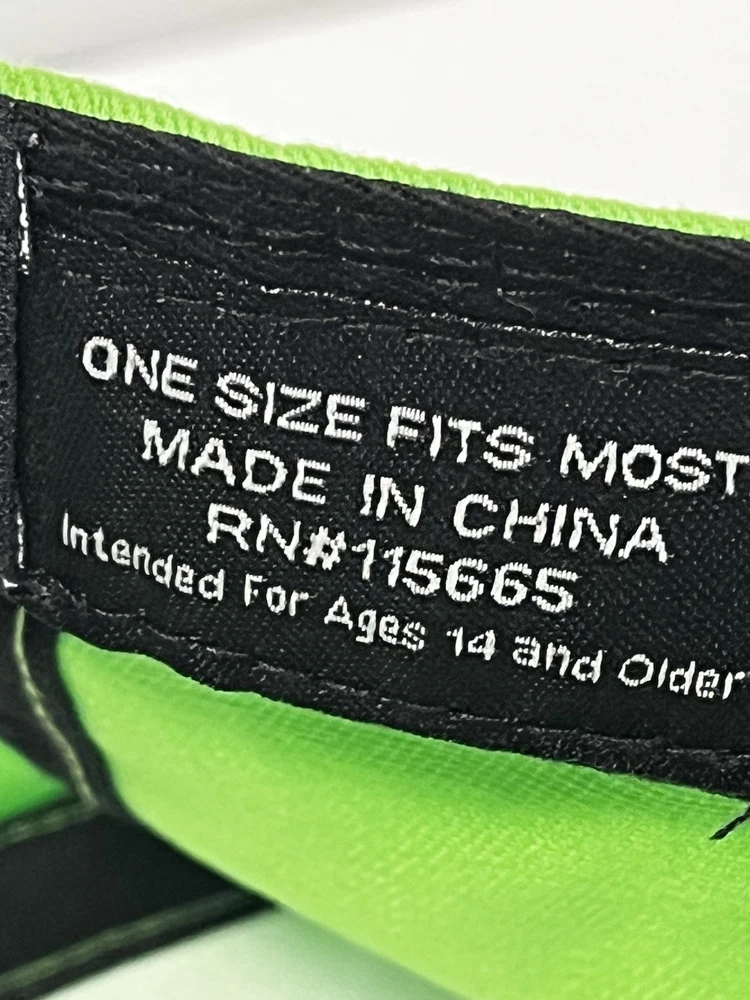 ONE SIZE FITS MOST
MADE IN CHINA
RN#115665
Intended For Ages 14 and Older